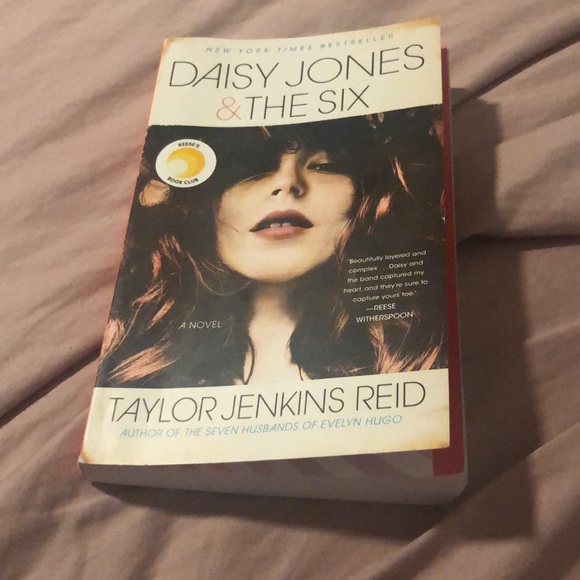 NEW YORK TIMES BESTSELLER
DAISY JONES
& THE SIX
REESE'S
BOOK CLUB
"Beautifully layered and
complex Daisy and
the band captured my
heart, and they're sure to
capture yours too."
—REESE
WITHERSPOON
A NOVEL
TAYLOR JENKINS REID
AUTHOR OF THE SEVEN HUSBANDS OF EVELYN HUGO